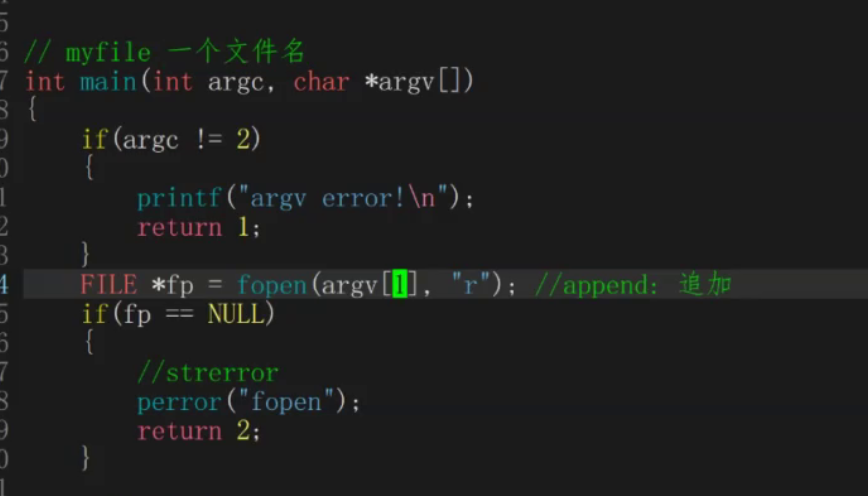 5
6 // myfile 一个文件名
7 int main(int argc, char *argv[])
8 {
9     if(argc != 2)
0     {
1         printf("argv error!\n");
2         return 1;
3     }
4     FILE *fp = fopen(argv[1], "r"); //append: 追加
5     if(fp == NULL)
6     {
7         //strerror
8         perror("fopen");
9         return 2;
0     }
1